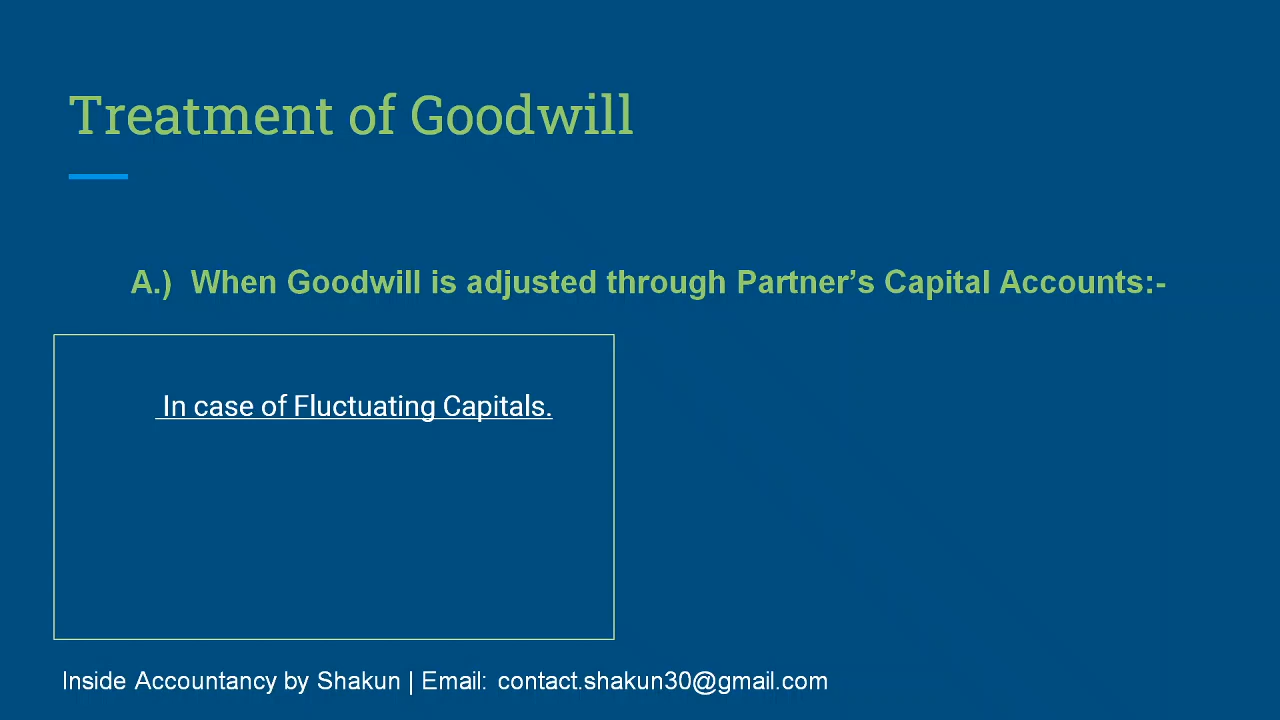 Treatment of Goodwill
A.) When Goodwill is adjusted through Partner’s Capital Accounts:-
In case of Fluctuating Capitals.
Inside Accountancy by Shakun | Email: contact.shakun30@gmail.com